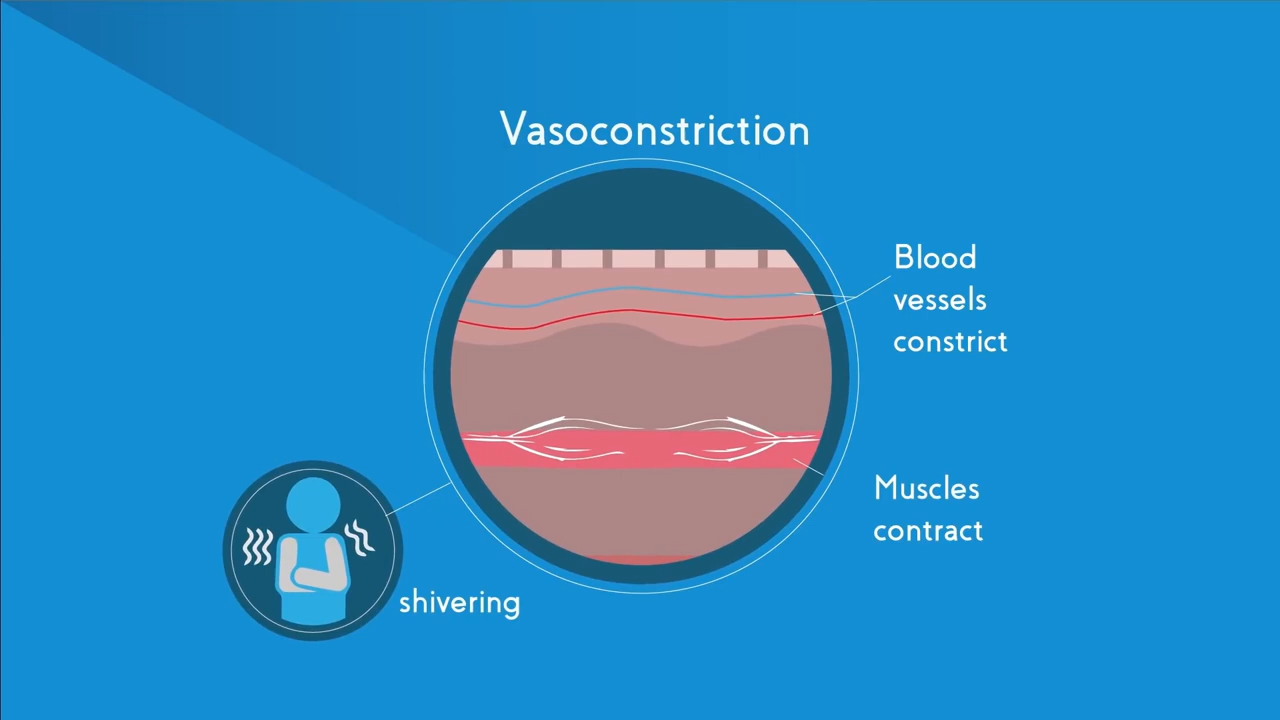 Vasoconstriction
Blood
vessels
constrict
Muscles
contract
shivering